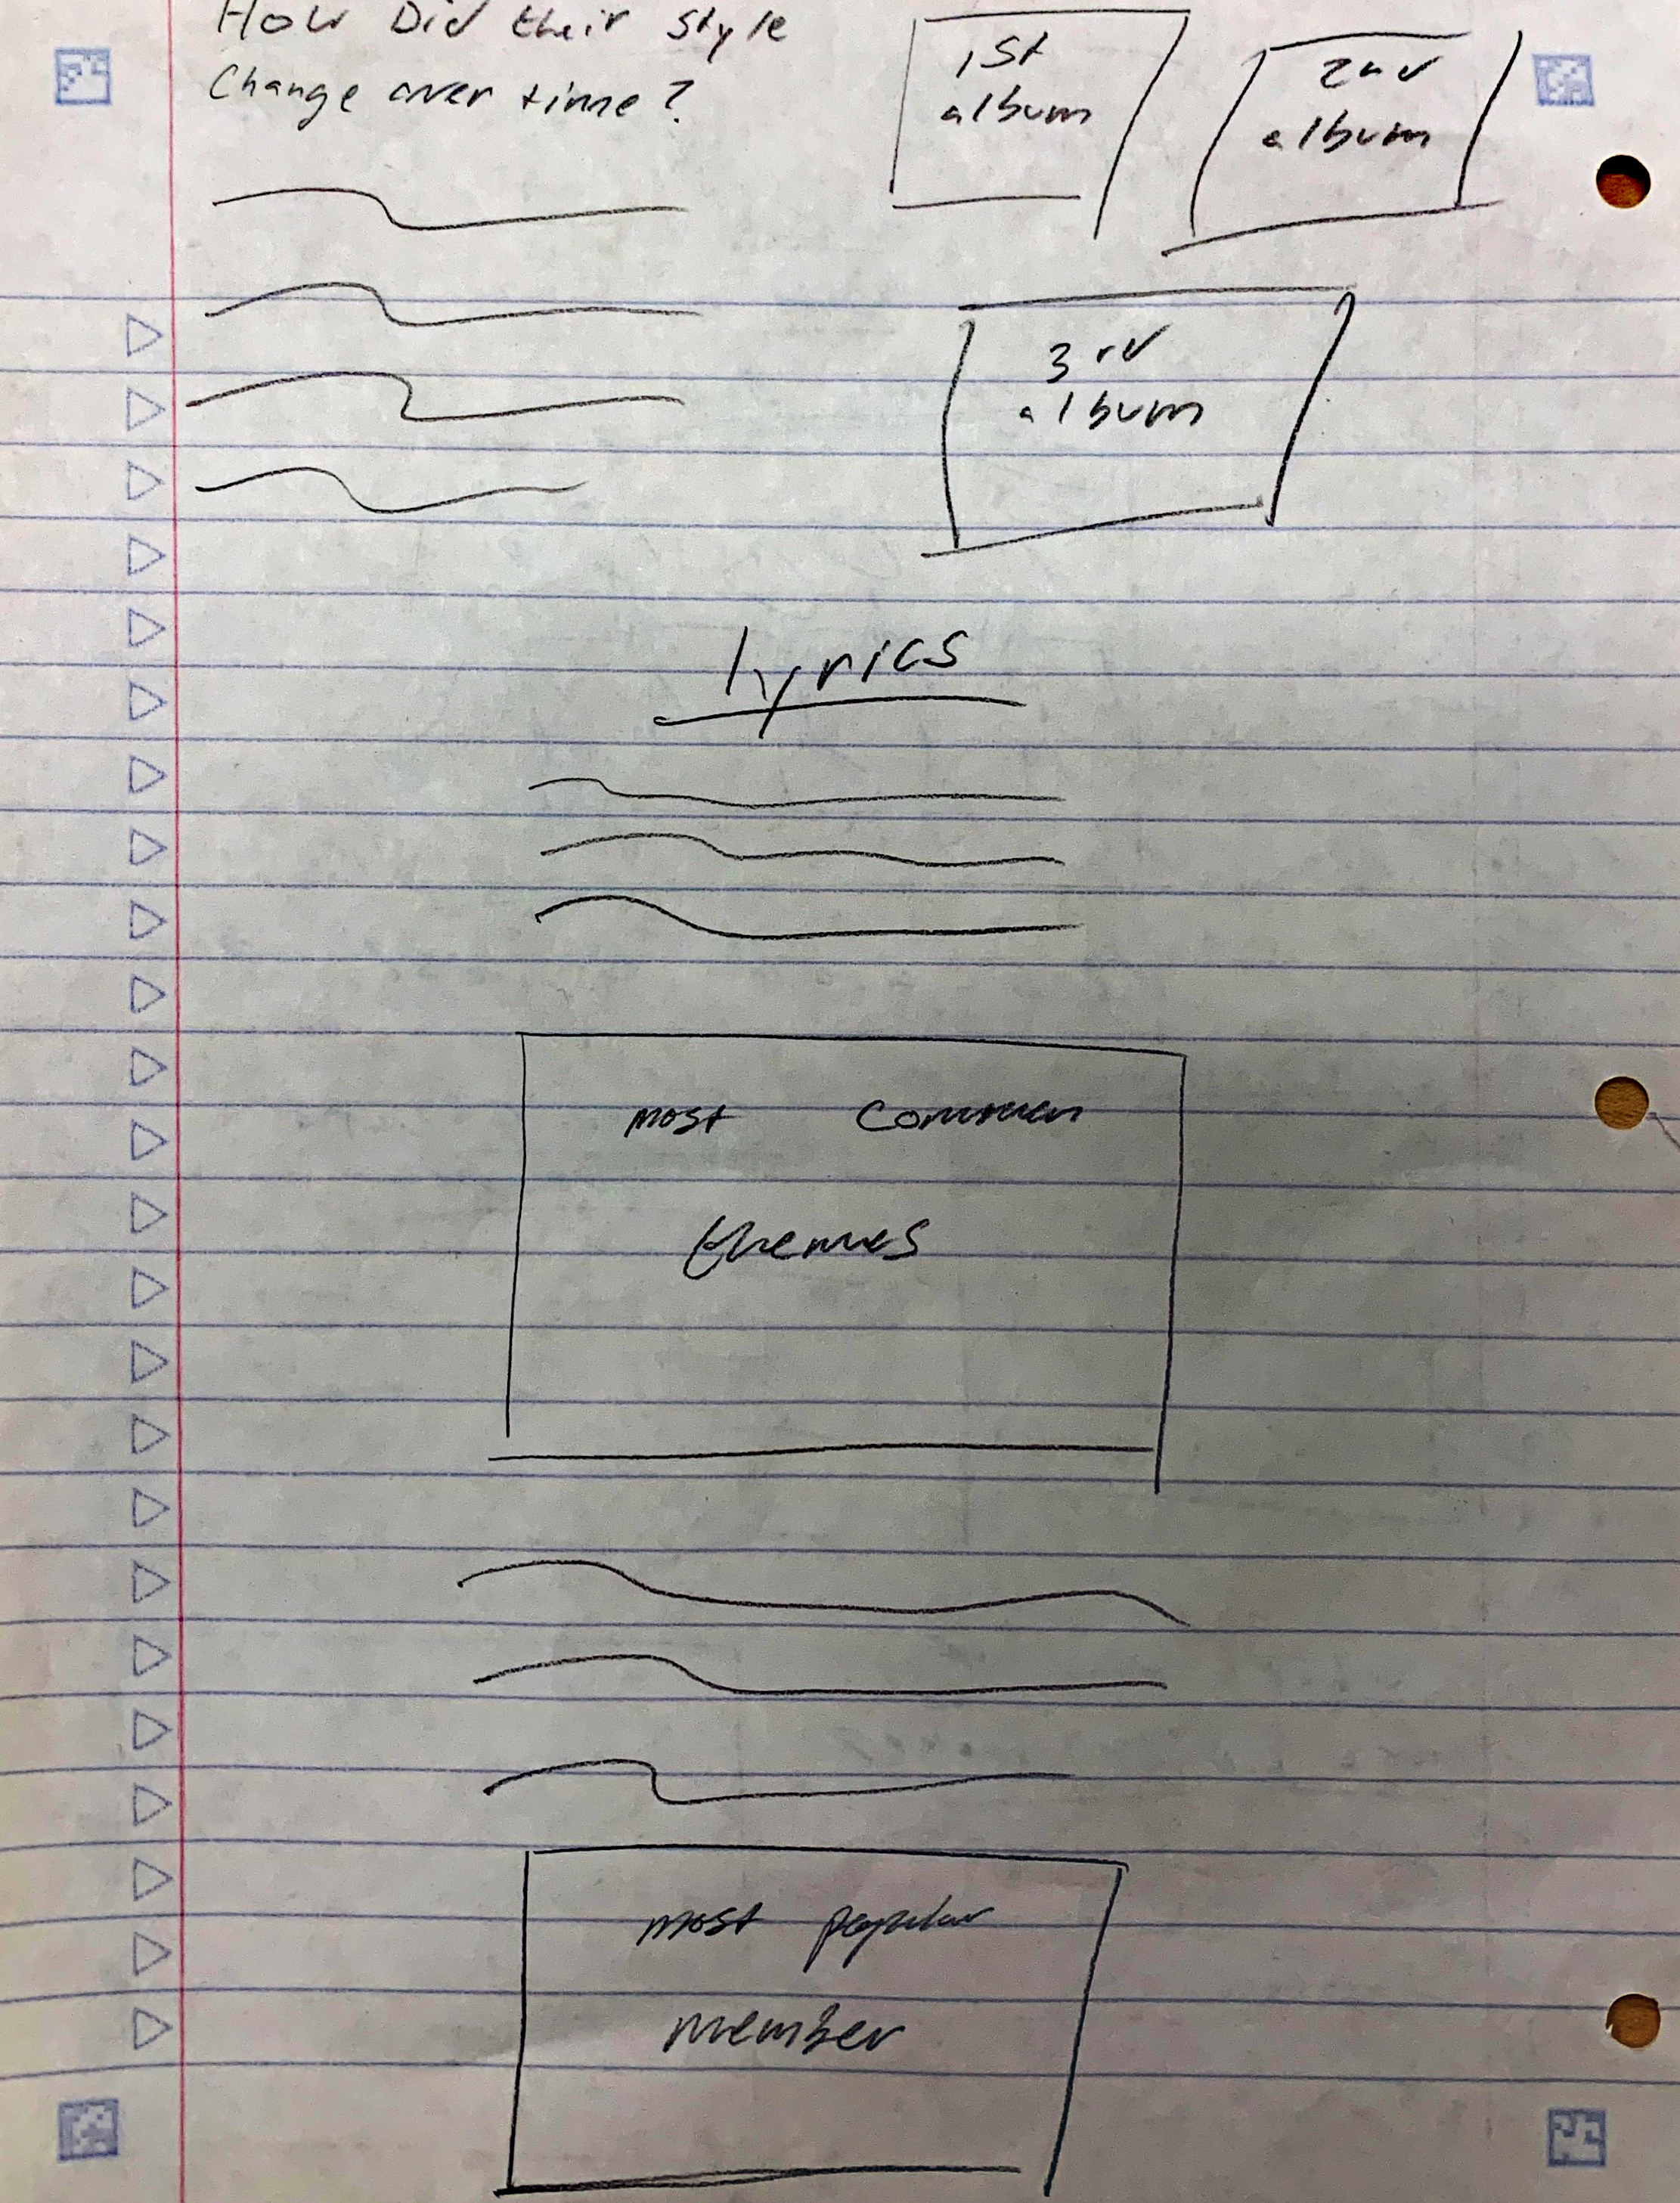 How Did their style
Change over time?
1st
album
2nd
album
3rd
album
lyrics
most common
themes
most popular
member